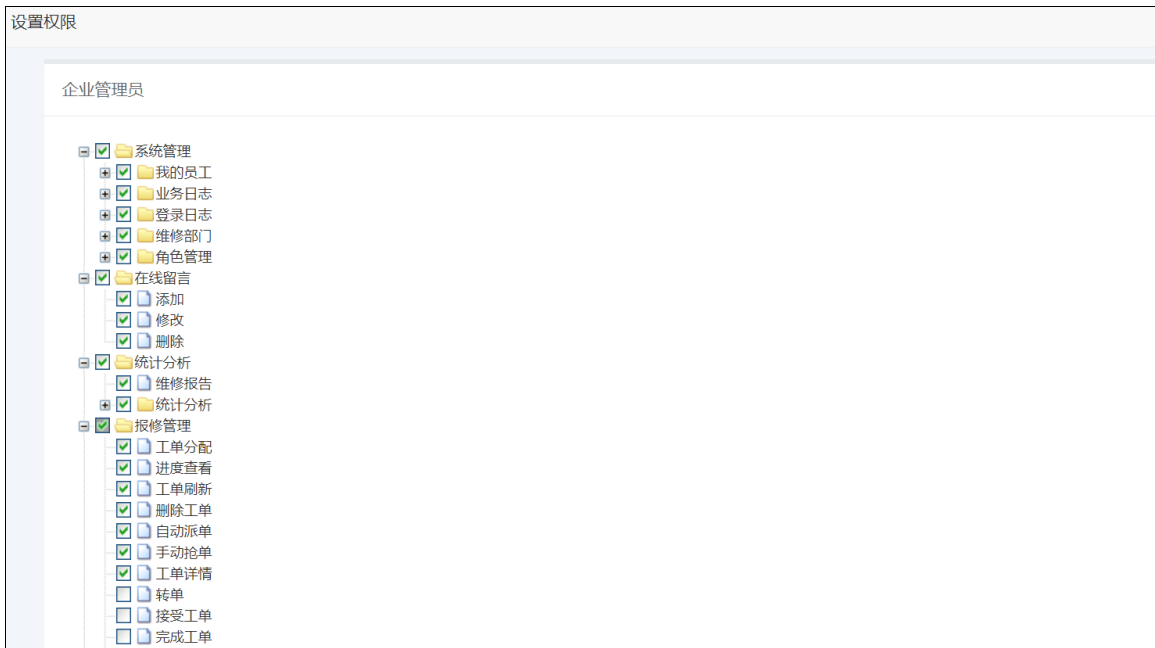 设置权限
企业管理员
系统管理
我的员工
业务日志
登录日志
维修部门
角色管理
在线留言
添加
修改
删除
统计分析
维修报告
统计分析
报修管理
工单分配
进度查看
工单刷新
删除工单
自动派单
手动抢单
工单详情
转单
接受工单
完成工单